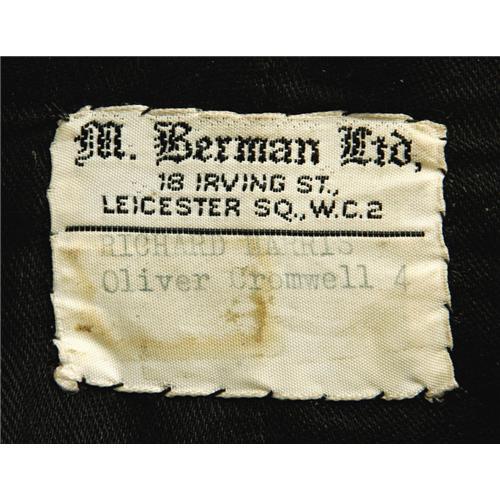 M. Berman Ltd,
18 IRVING ST.,
LEICESTER SQ., W.C.2
RICHARD HARRIS
Oliver Cromwell 4